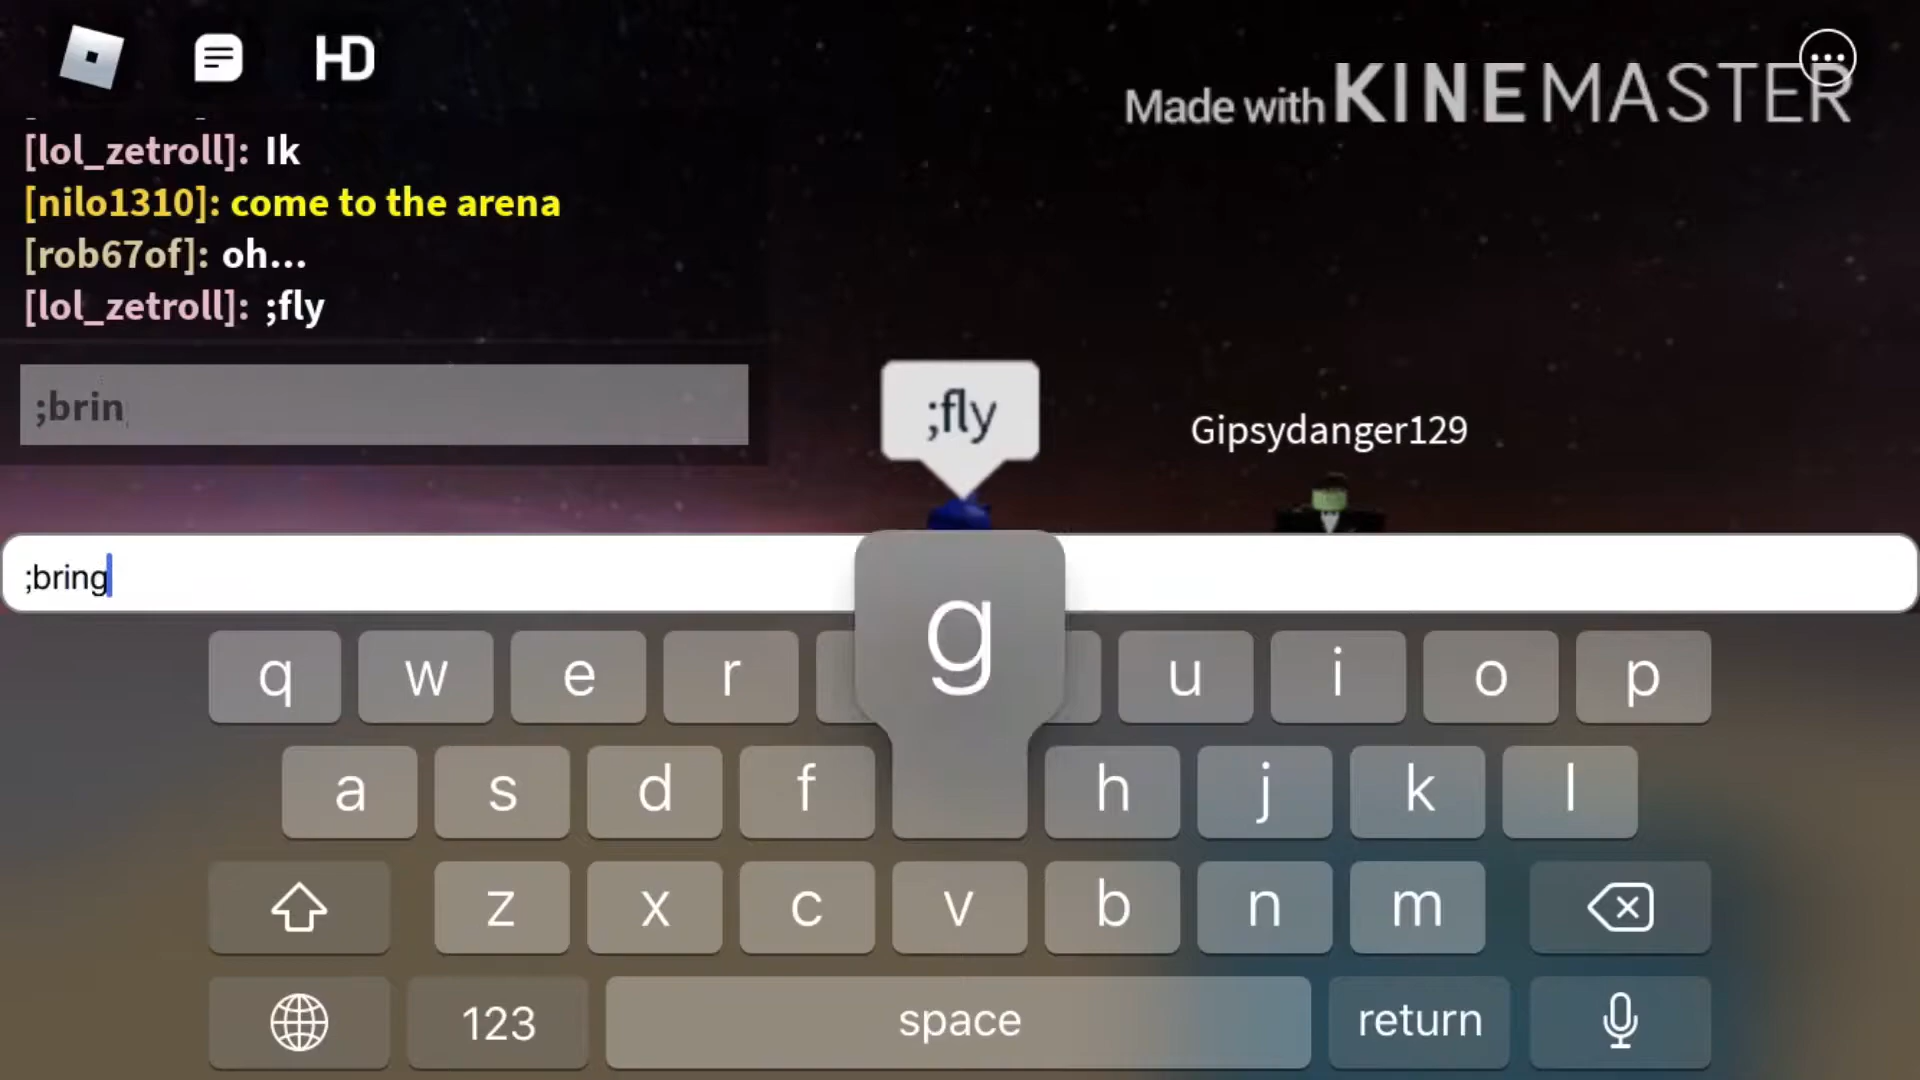 HD
Made with KINEMASTER
[lol_zetroll]: Ik
[nilo1310]: come to the arena
[rob67of]: oh...
[lol_zetroll]: ;fly
;brin
;fly
Gipsydanger129
;bring
g
q w e r u i o p
a s d f h j k l
z x c v b n m
123 space return